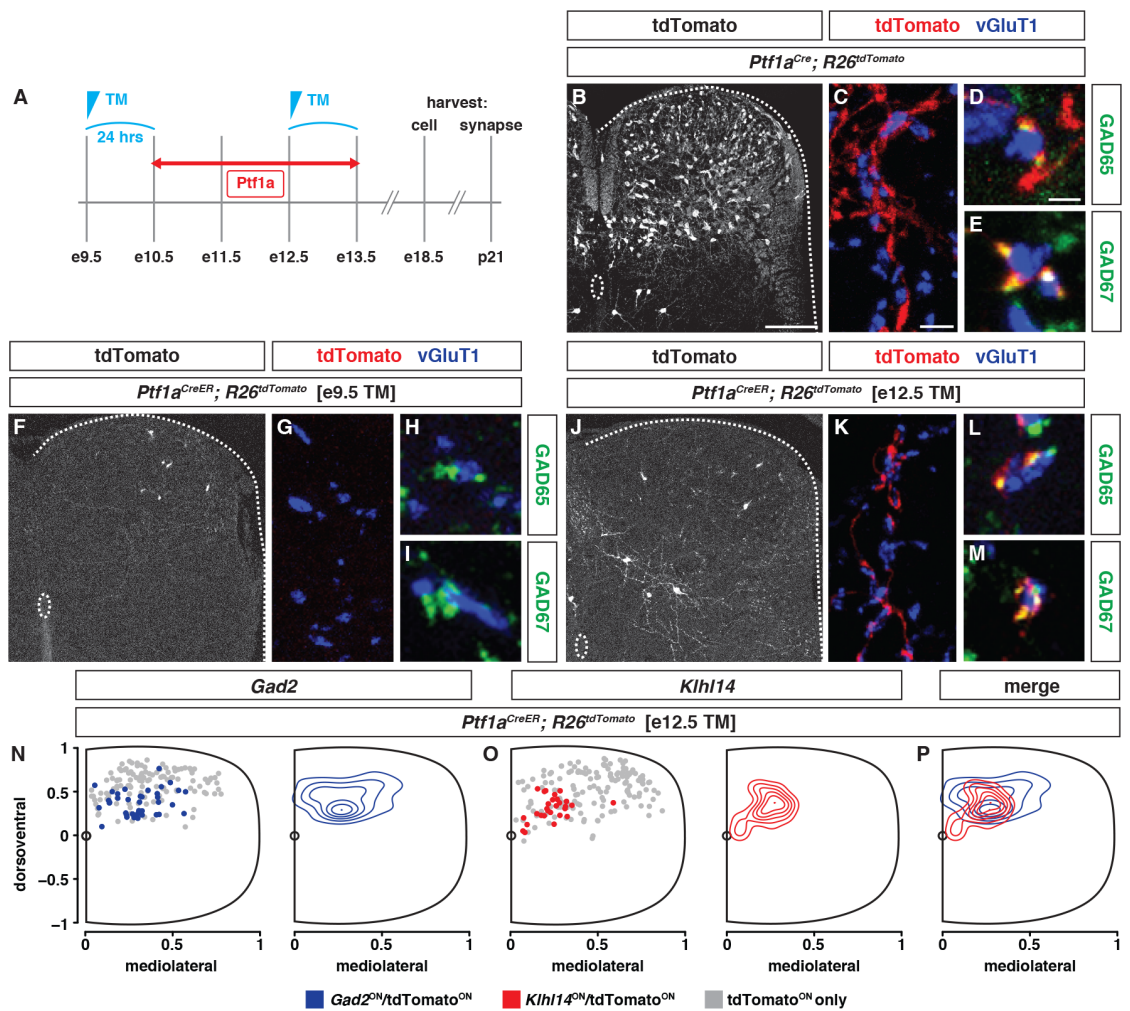 tdTomato
tdTomato vGluT1
Ptf1aCre; R26tdTomato
A
TM
TM
24 hrs
harvest:
cell synapse
Ptf1a
e9.5 e10.5 e11.5 e12.5 e13.5 e18.5 p21
B
C
D
GAD65
E
GAD67
tdTomato
tdTomato vGluT1
Ptf1aCreER; R26tdTomato [e9.5 TM]
F
G
H
GAD65
I
GAD67
tdTomato
tdTomato vGluT1
Ptf1aCreER; R26tdTomato [e12.5 TM]
J
K
L
GAD65
M
GAD67
Gad2
Klhl14
merge
Ptf1aCreER; R26tdTomato [e12.5 TM]
N
O
P
dorsoventral
1
0.5
0
−0.5
−1
0 0.5 1
mediolateral
0 0.5 1
mediolateral
0 0.5 1
mediolateral
0 0.5 1
mediolateral
0 0.5 1
mediolateral
Gad2ON/tdTomatoON
Klhl14ON/tdTomatoON
tdTomatoON only